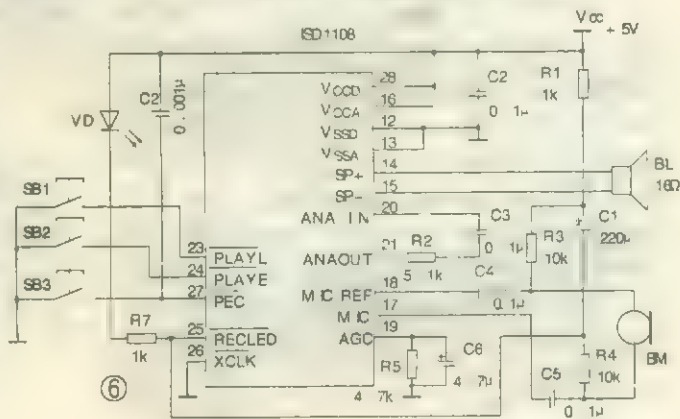 ISD1108
VCC
+ 5V
VD
C2
0.001μ
28
VCCD
16
VCCA
12
VSSD
13
VSSA
14
SP+
15
SP-
20
ANA IN
21
ANAOUT
18
MIC REF
17
MIC
19
AGC
C2
0 1μ
R1
1k
BL
16Ω
C3
0 1μ
R2
5 1k
C4
0.1μ
R3
10k
C1
220μ
+
SB1
SB2
SB3
23
PLAYL
24
PLAYE
27
PEC
25
RECLED
26
XCLK
R7
1k
R5
4 7k
C6
4 7μ
+
C5
0 1μ
R4
10k
BM
⑥